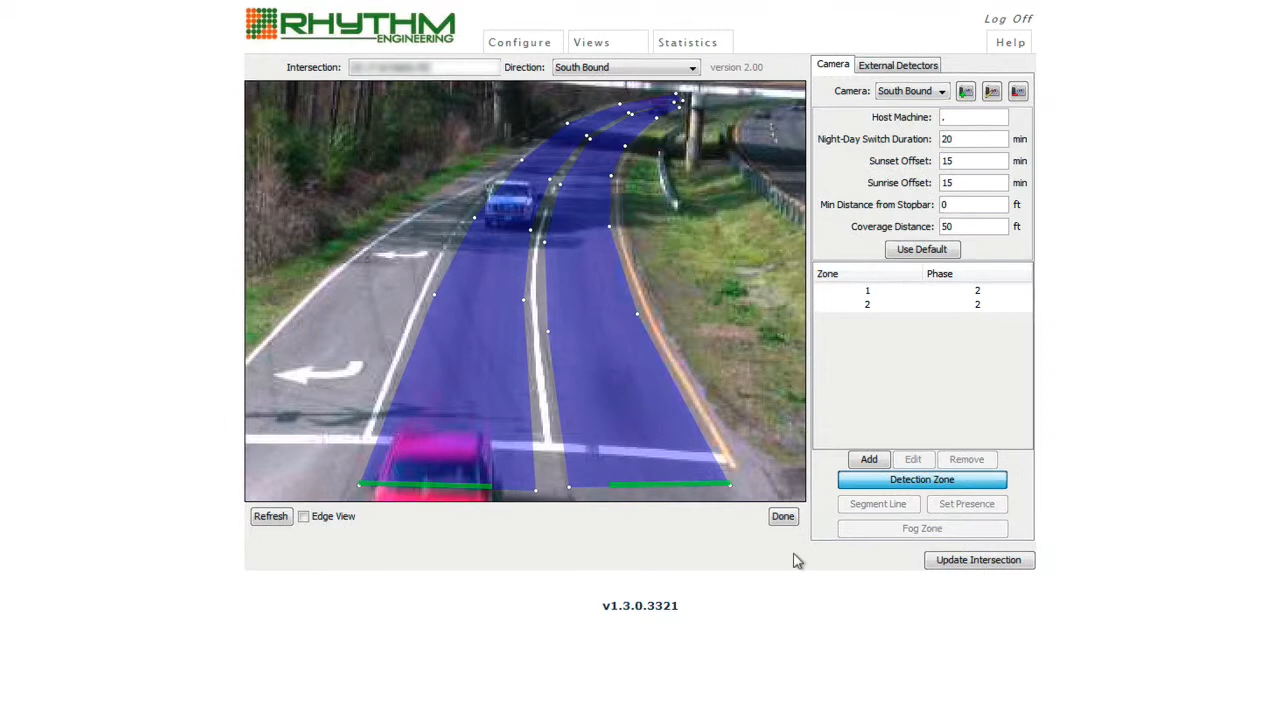 RHYTHM
ENGINEERING
Configure
Views
Statistics
Log Off
Help
Intersection:
Direction: South Bound
version 2.00
Camera
External Detectors
Camera: South Bound
Host Machine: .
Night-Day Switch Duration: 20 min
Sunset Offset: 15 min
Sunrise Offset: 15 min
Min Distance from Stopbar: 0 ft
Coverage Distance: 50 ft
Use Default
Zone Phase
1 2
2 2
Add Edit Remove
Detection Zone
Segment Line Set Presence
Fog Zone
Refresh Edge View Done
Update Intersection
v1.3.0.3321